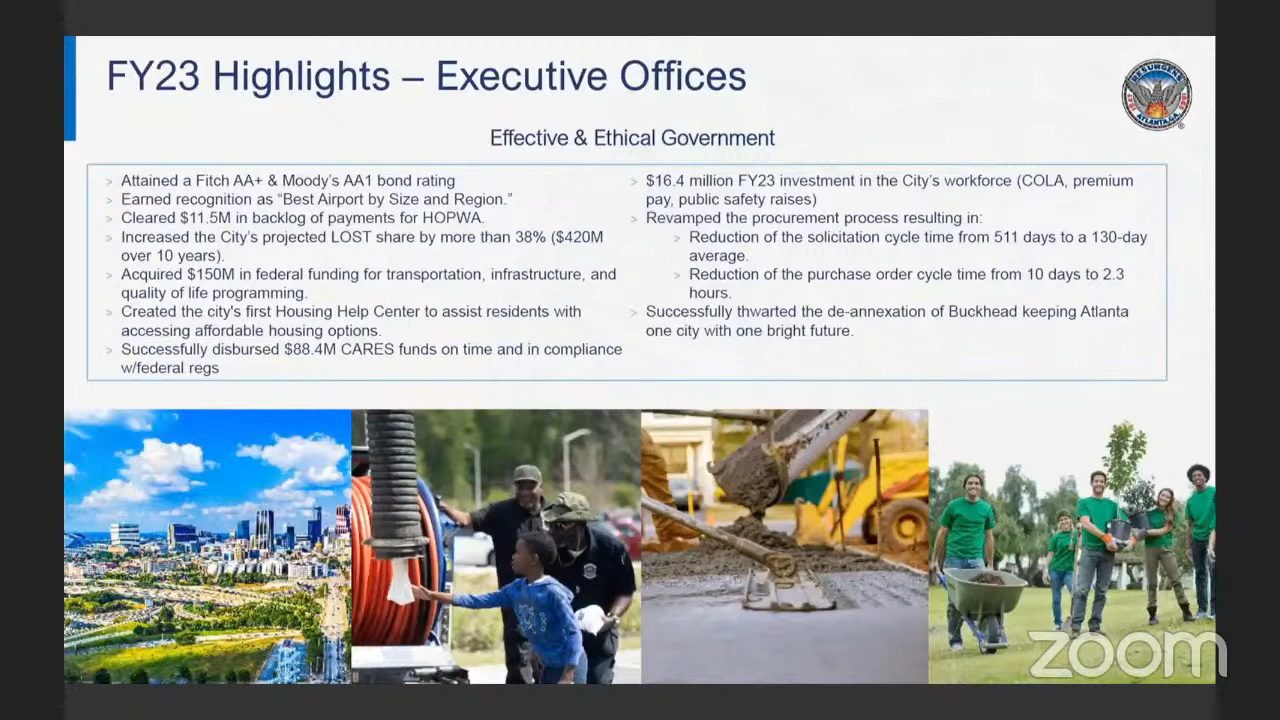 FY23 Highlights – Executive Offices
RESURGENS
ATLANTA, GA.
Effective & Ethical Government
> Attained a Fitch AA+ & Moody's AA1 bond rating
> Earned recognition as “Best Airport by Size and Region.”
> Cleared $11.5M in backlog of payments for HOPWA.
> Increased the City's projected LOST share by more than 38% ($420M
over 10 years).
> Acquired $150M in federal funding for transportation, infrastructure, and
quality of life programming.
> Created the city's first Housing Help Center to assist residents with
accessing affordable housing options.
> Successfully disbursed $88.4M CARES funds on time and in compliance
w/federal regs
> $16.4 million FY23 investment in the City's workforce (COLA, premium
pay, public safety raises)
> Revamped the procurement process resulting in:
> Reduction of the solicitation cycle time from 511 days to a 130-day
average.
> Reduction of the purchase order cycle time from 10 days to 2.3
hours.
> Successfully thwarted the de-annexation of Buckhead keeping Atlanta
one city with one bright future.
zoom